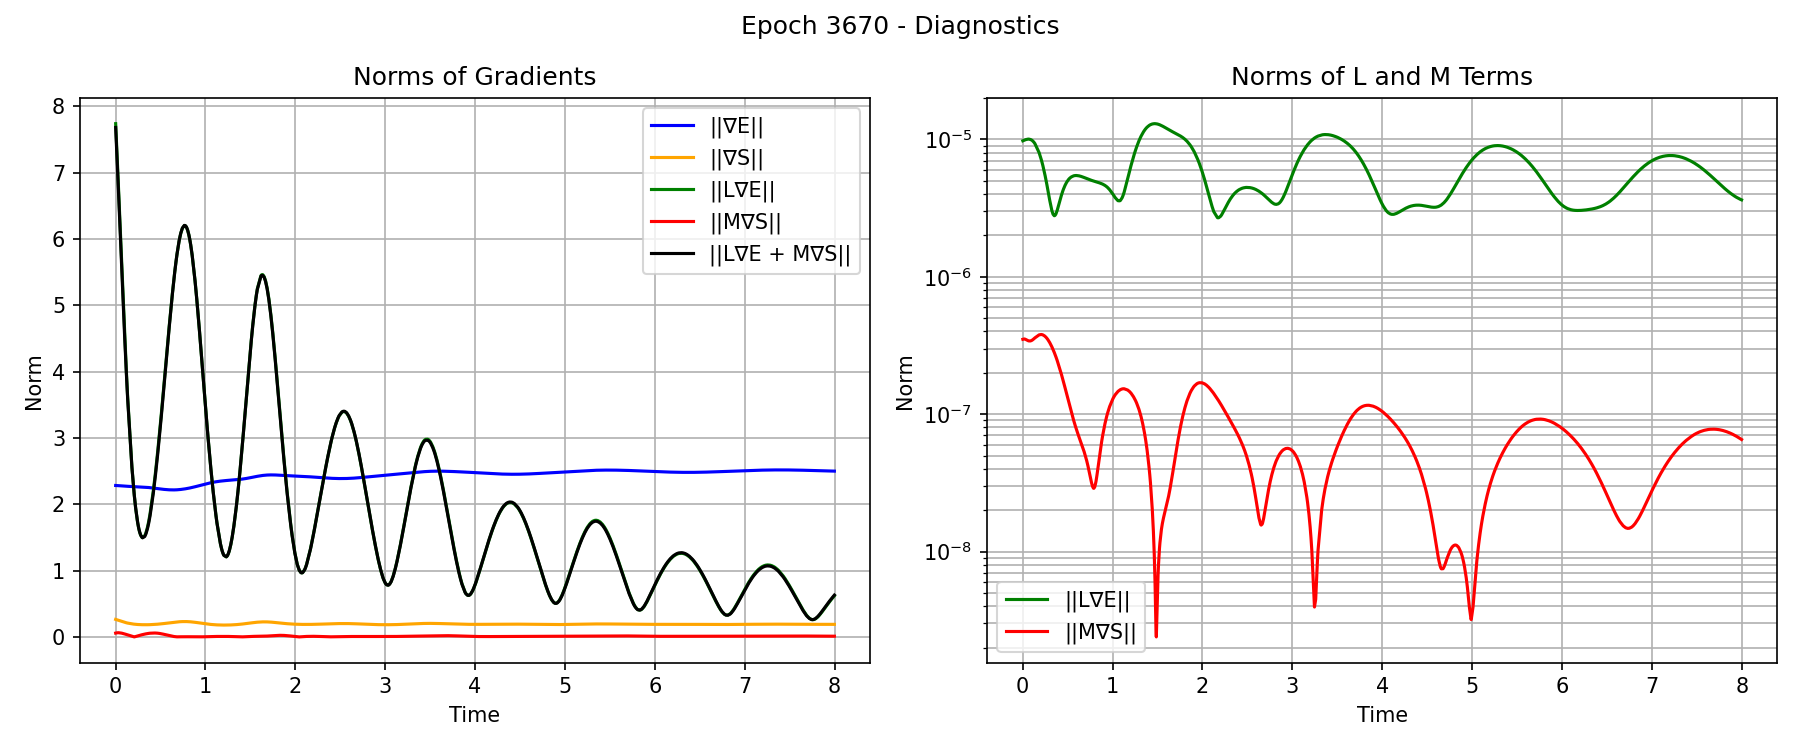 Epoch 3670 - Diagnostics
Norms of Gradients
Norm
8
7
6
5
4
3
2
1
0
||∇E||
||∇S||
||L∇E||
||M∇S||
||L∇E + M∇S||
0 1 2 3 4 5 6 7 8
Time
Norms of L and M Terms
Norm
10⁻⁵
10⁻⁶
10⁻⁷
10⁻⁸
||L∇E||
||M∇S||
0 1 2 3 4 5 6 7 8
Time